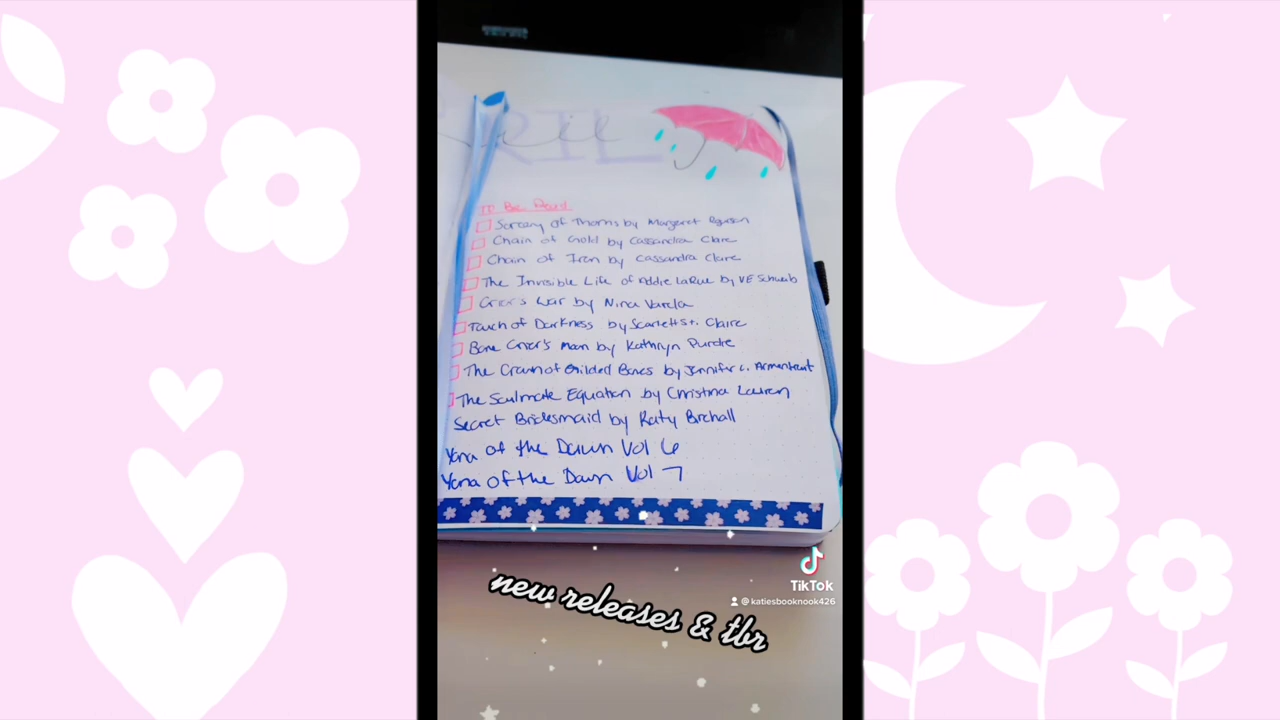 RIL
To Be Read
Sorcery of Thorns by Margaret Rogerson
Chain of Gold by Cassandra Clare
Chain of Iron by Cassandra Clare
The Invisible Life of Addie LaRue by VE Schwab
Crier's War by Nina Varela
Touch of Darkness by Scarlett St. Claire
Bone Crier's Moon by Kathryn Purdie
The Crown of Gilded Bones by Jennifer L. Armentrout
The Soulmate Equation by Christina Lauren
Secret Bridesmaid by Katy Birchall
Yona of the Dawn Vol 6
Yona of the Dawn Vol 7
TikTok
@katiesbooknook426
new releases & tbr